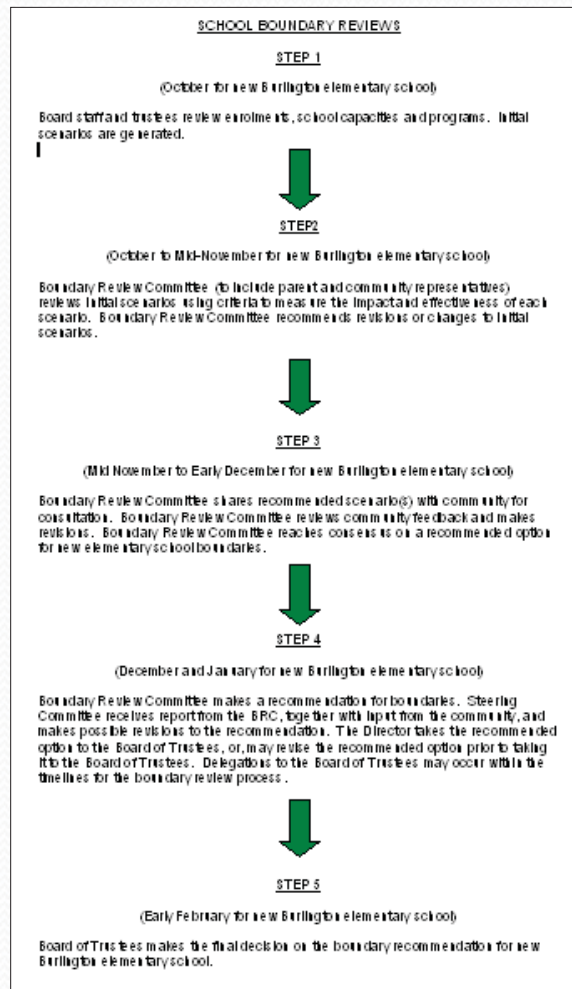 SCHOOL BOUNDARY REVIEWS
STEP 1
(October for new Burlington elementary school)
Board staff and trustees review enrolments, school capacities and programs. Initial
scenarios are generated.
STEP2
(October to Mid-November for new Burlington elementary school)
Boundary Review Committee (to include parent and community representatives)
reviews initial scenarios using criteria to measure the impact and effectiveness of each
scenario. Boundary Review Committee recommends revisions or changes to initial
scenarios.
STEP 3
(Mid November to Early December for new Burlington elementary school)
Boundary Review Committee shares recommended scenario(s) with community for
consultation. Boundary Review Committee reviews community feedback and makes
revisions. Boundary Review Committee reaches consensus on a recommended option
for new elementary school boundaries.
STEP 4
(December and January for new Burlington elementary school)
Boundary Review Committee makes a recommendation for boundaries. Steering
Committee receives report from the BRC, together with input from the community, and
makes possible revisions to the recommendation. The Director takes the recommended
option to the Board of Trustees, or, may revise the recommended option prior to taking
it to the Board of Trustees. Delegations to the Board of Trustees may occur within the
timelines for the boundary review process.
STEP 5
(Early February for new Burlington elementary school)
Board of Trustees makes the final decision on the boundary recommendation for new
Burlington elementary school.